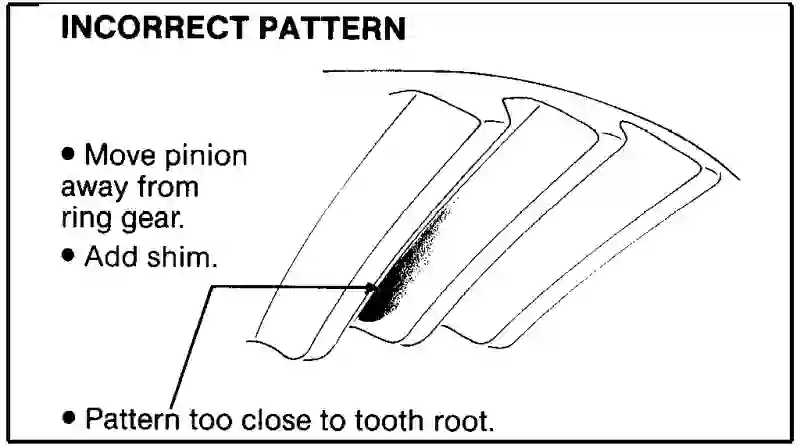 INCORRECT PATTERN
• Move pinion
away from
ring gear.
• Add shim.
• Pattern too close to tooth root.